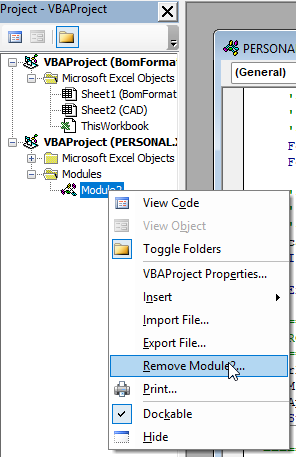 Project - VBAProject
VBAProject (BomFormat
Microsoft Excel Objects
Sheet1 (BomFormat
Sheet2 (CAD)
ThisWorkbook
VBAProject (PERSONAL.X
Microsoft Excel Objects
Modules
Module2
PERSONA
(General)
View Code
View Object
Toggle Folders
VBAProject Properties...
Insert
Import File...
Export File...
Remove Module2...
Print...
Dockable
Hide